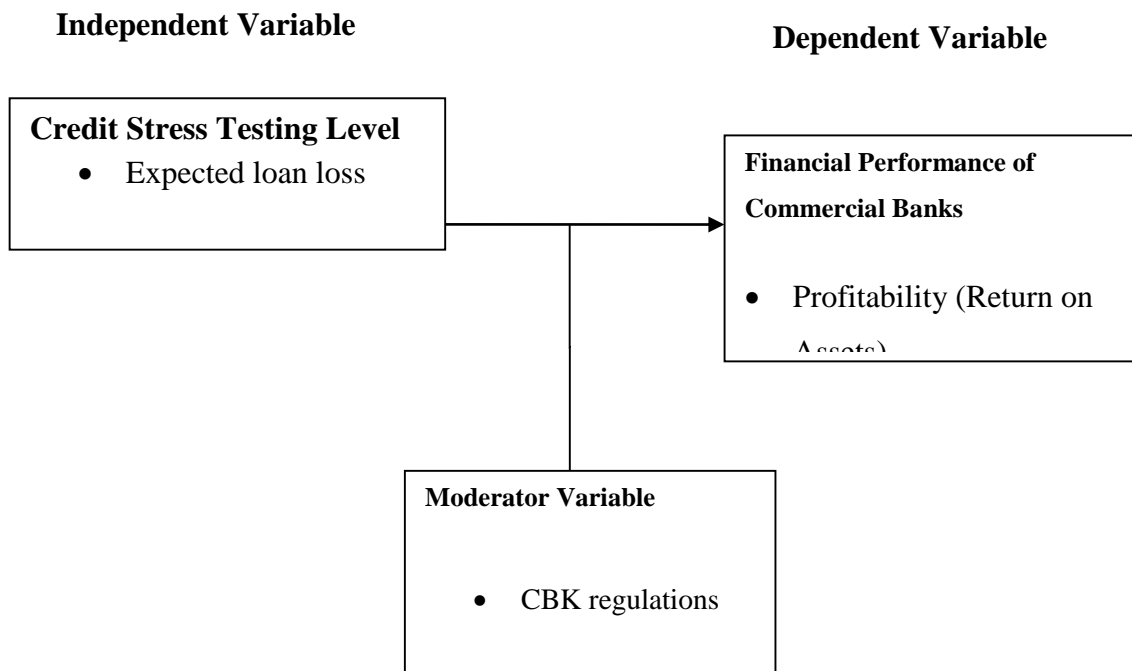 Independent Variable
Dependent Variable
Credit Stress Testing Level
• Expected loan loss
Financial Performance of
Commercial Banks
• Profitability (Return on
Assets)
Moderator Variable
• CBK regulations